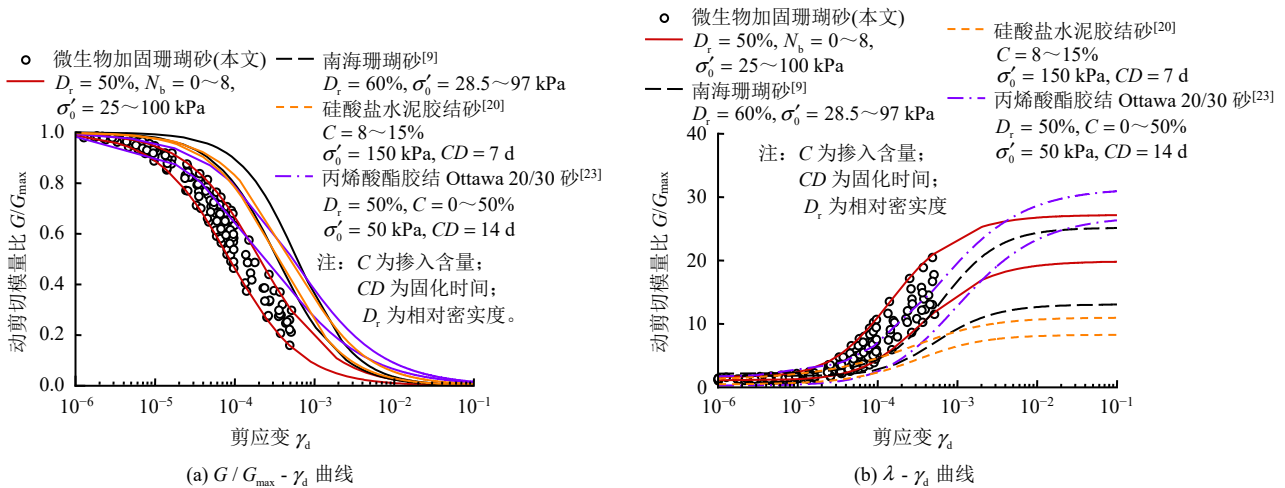 微生物加固珊瑚砂(本文)
D_r = 50%, N_b = 0～8,
σ′_0 = 25～100 kPa
南海珊瑚砂[9]
D_r = 60%, σ′_0 = 28.5～97 kPa
硅酸盐水泥胶结砂[20]
C = 8～15%
σ′_0 = 150 kPa, CD = 7 d
丙烯酸酯胶结 Ottawa 20/30 砂[23]
D_r = 50%, C = 0～50%
σ′_0 = 50 kPa, CD = 14 d
注：C 为掺入含量；
CD 为固化时间；
D_r 为相对密实度。
动剪切模量比 G/G_max
1.0
0.8
0.6
0.4
0.2
0.0
10⁻⁶ 10⁻⁵ 10⁻⁴ 10⁻³ 10⁻² 10⁻¹
剪应变 γ_d
(a) G / G_max - γ_d 曲线
微生物加固珊瑚砂(本文)
D_r = 50%, N_b = 0～8,
σ′_0 = 25～100 kPa
南海珊瑚砂[9]
D_r = 60%, σ′_0 = 28.5～97 kPa
硅酸盐水泥胶结砂[20]
C = 8～15%
σ′_0 = 150 kPa, CD = 7 d
丙烯酸酯胶结 Ottawa 20/30 砂[23]
D_r = 50%, C = 0～50%
σ′_0 = 50 kPa, CD = 14 d
注：C 为掺入含量；
CD 为固化时间；
D_r 为相对密实度
动剪切模量比 G/G_max
40
30
20
10
0
10⁻⁶ 10⁻⁵ 10⁻⁴ 10⁻³ 10⁻² 10⁻¹
剪应变 γ_d
(b) λ - γ_d 曲线